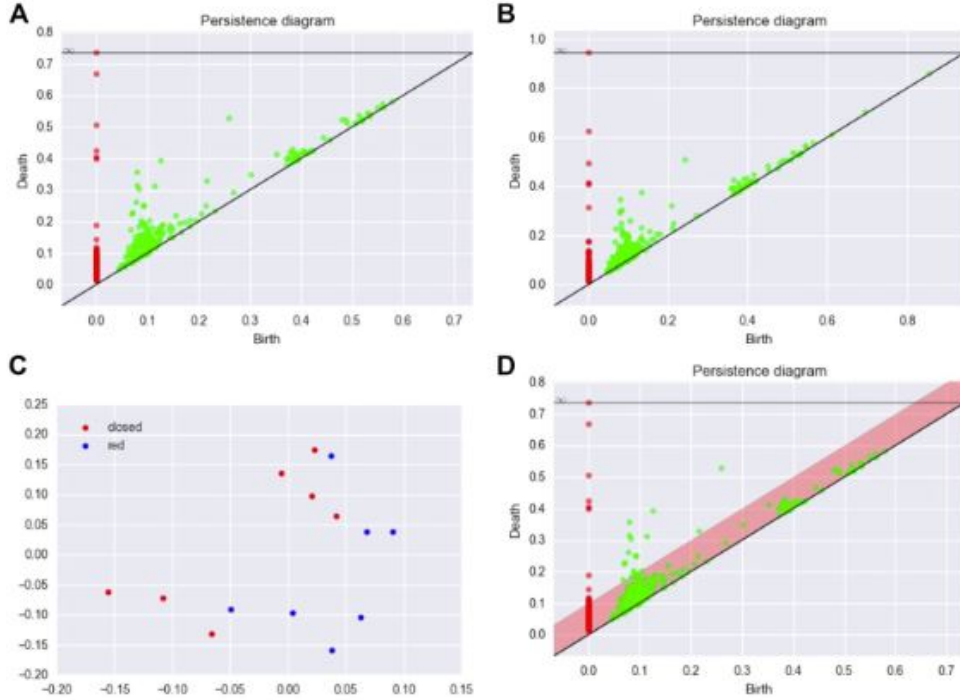 A
Persistence diagram
0.8
∞
0.7
0.6
0.5
0.4
0.3
0.2
0.1
0.0
Death
0.0 0.1 0.2 0.3 0.4 0.5 0.6 0.7
Birth
B
Persistence diagram
1.0
∞
0.8
0.6
0.4
0.2
0.0
Death
0.0 0.2 0.4 0.6 0.8
Birth
C
0.25
0.20
0.15
0.10
0.05
0.00
−0.05
−0.10
−0.15
−0.20
closed
red
−0.20 −0.15 −0.10 −0.05 0.00 0.05 0.10 0.15
D
Persistence diagram
0.8
∞
0.7
0.6
0.5
0.4
0.3
0.2
0.1
0.0
Death
0.0 0.1 0.2 0.3 0.4 0.5 0.6 0.7
Birth